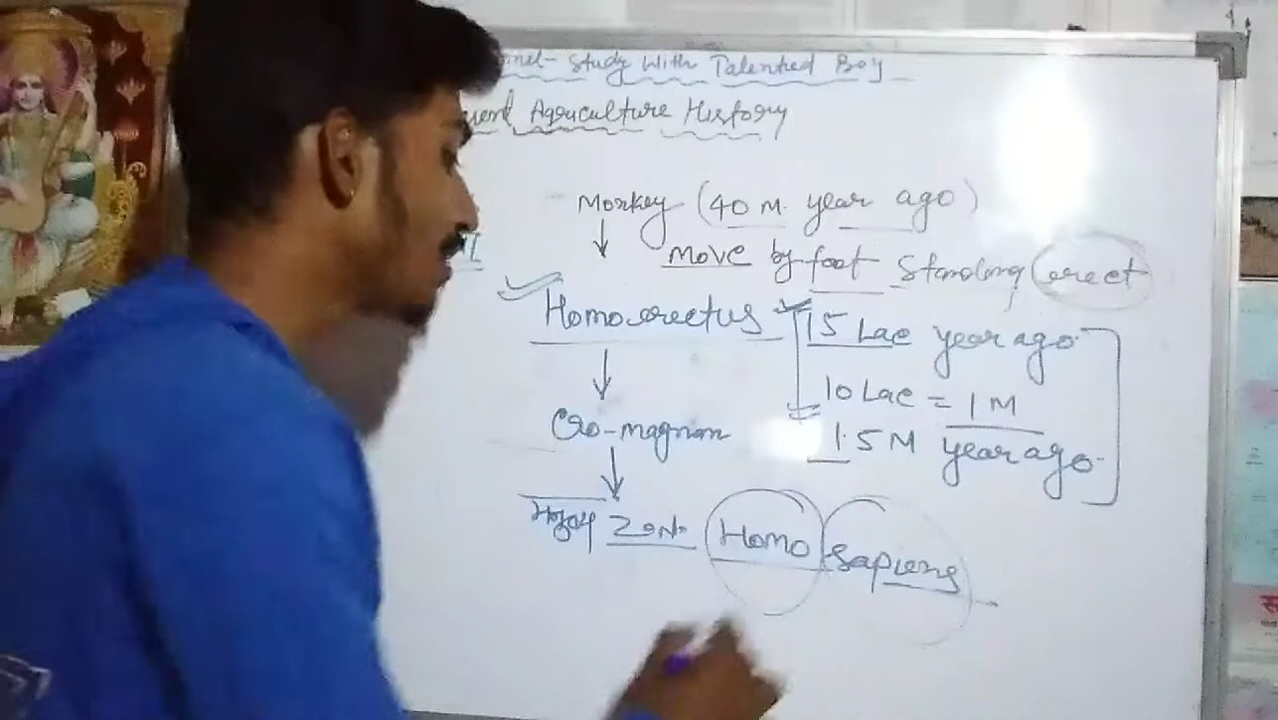 Study With Talented Boy
Agriculture History
Monkey (40 M. year ago)
move by foot Standing erect
Homo erectus 15 Lac year ago
10 Lac = 1 M
Cro-magnon 1.5 M year ago
मनुष्य Homo sapiens